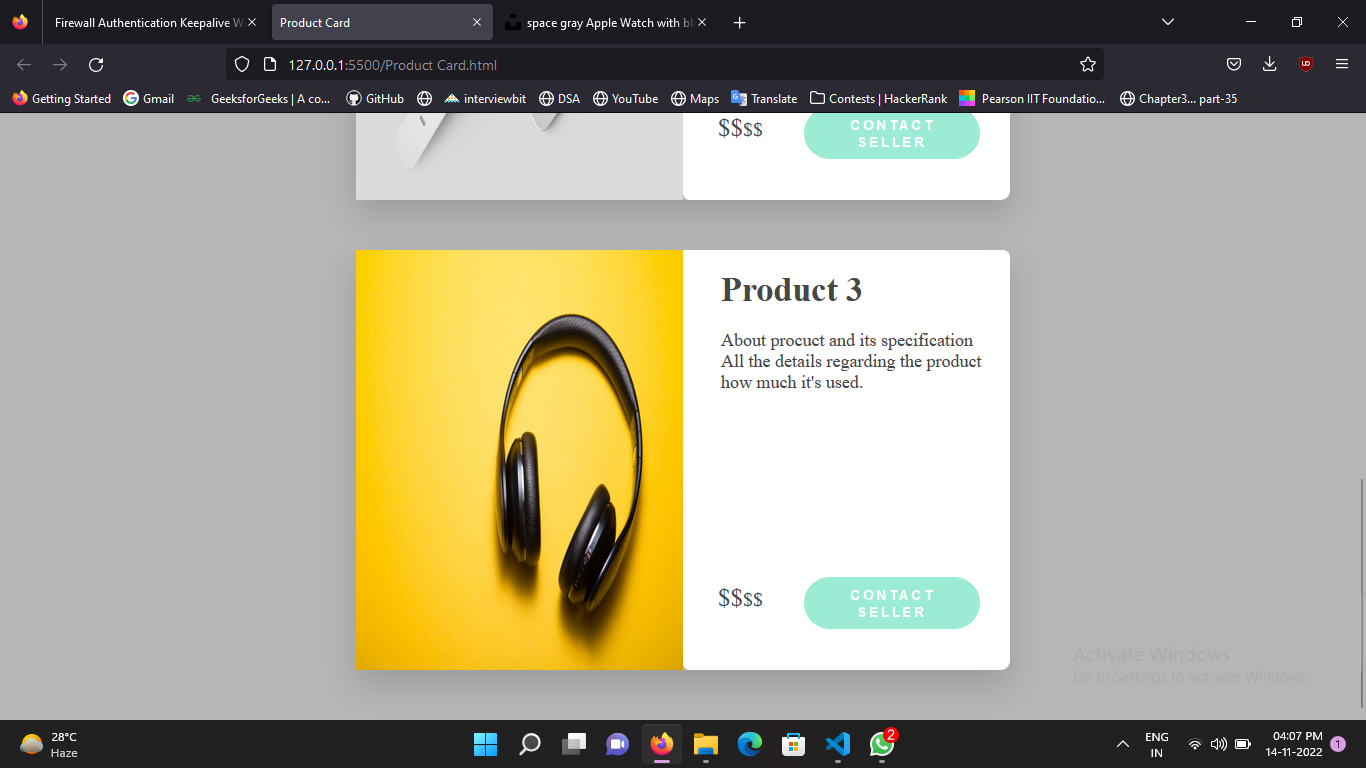 Firewall Authentication Keepalive W
Product Card
space gray Apple Watch with bl
127.0.0.1:5500/Product Card.html
Getting Started
Gmail
GeeksforGeeks | A co...
GitHub
interviewbit
DSA
YouTube
Maps
Translate
Contests | HackerRank
Pearson IIT Foundatio...
Chapter3... part-35
$$$$
CONTACT
SELLER
Product 3
About procuct and its specification
All the details regarding the product
how much it's used.
$$$$
CONTACT
SELLER
Activate Windows
Go to Settings to activate Windows.
28°C
Haze
2
ENG
IN
04:07 PM
14-11-2022
1